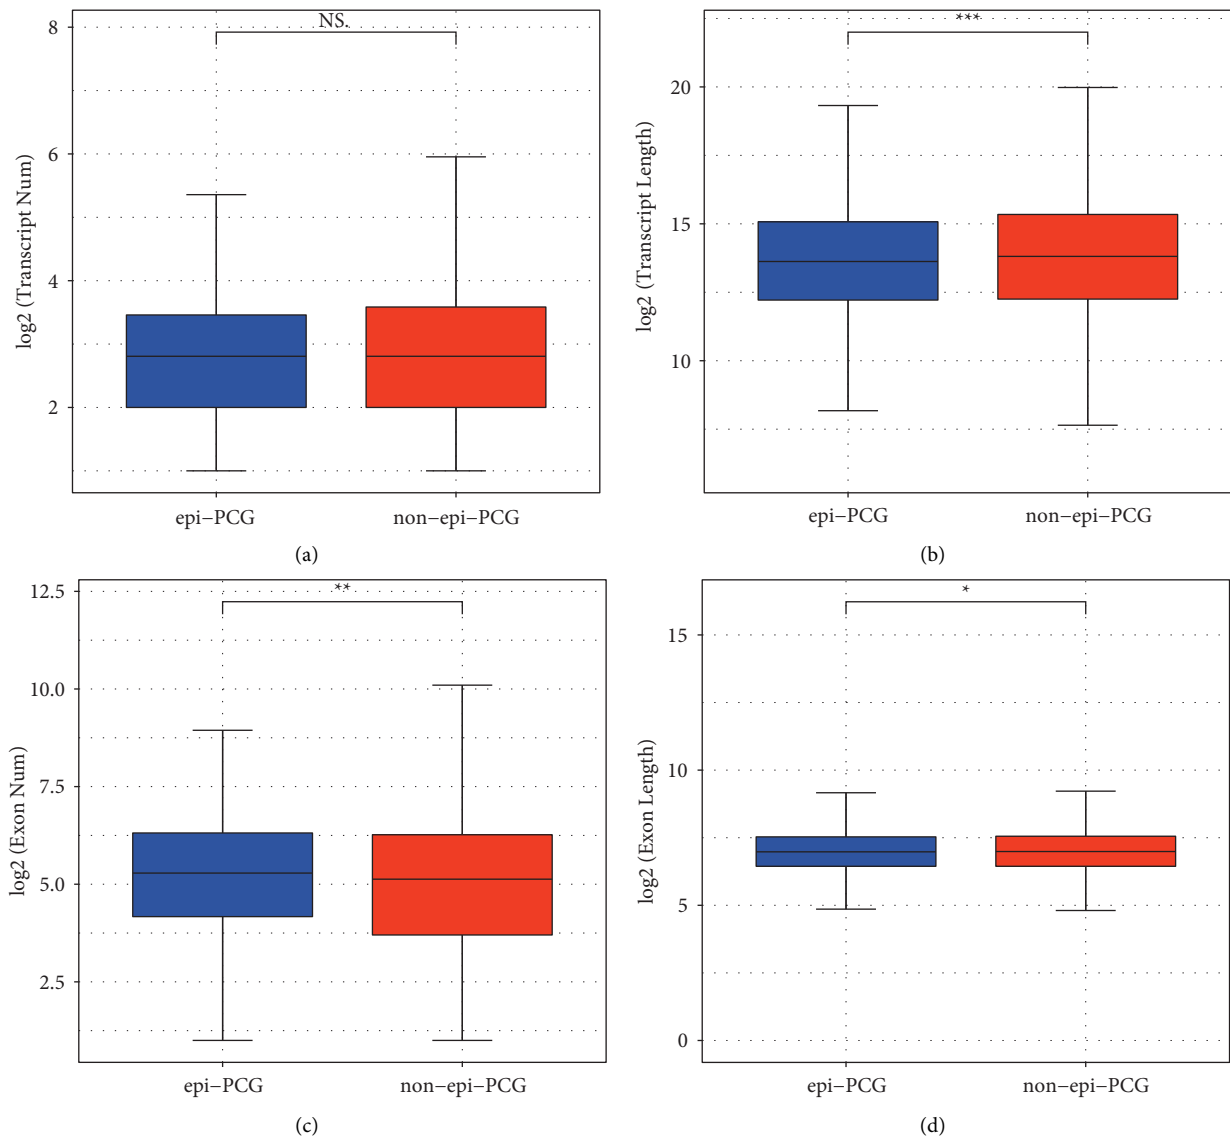 NS.
8
6
4
2
log2 (Transcript Num)
epi−PCG
non−epi−PCG
(a)
***
20
15
10
log2 (Transcript Length)
epi−PCG
non−epi−PCG
(b)
**
12.5
10.0
7.5
5.0
2.5
log2 (Exon Num)
epi−PCG
non−epi−PCG
(c)
*
15
10
5
0
log2 (Exon Length)
epi−PCG
non−epi−PCG
(d)